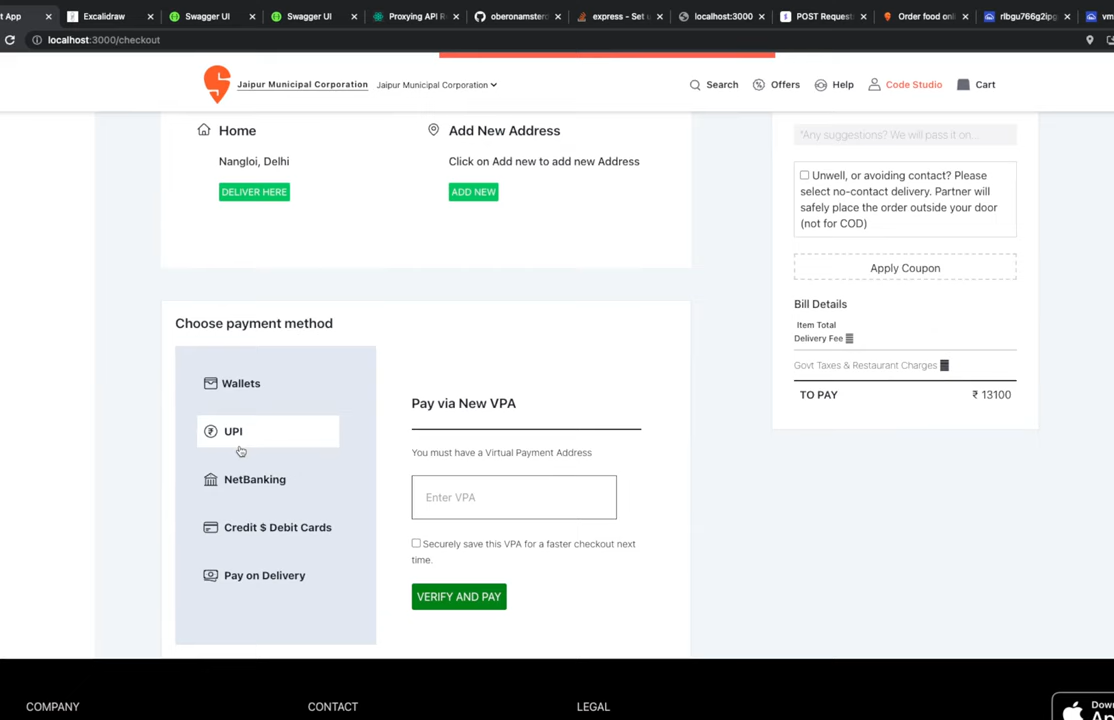 t App
Excalidraw
Swagger UI
Swagger UI
Proxying API R
oberonamster
express - Set u
localhost:3000
POST Request
Order food onl
rlbgu766g2ipg
vm
localhost:3000/checkout
Jaipur Municipal Corporation
Jaipur Municipal Corporation
Search
Offers
Help
Code Studio
Cart
Home
Nangloi, Delhi
DELIVER HERE
Add New Address
Click on Add new to add new Address
ADD NEW
"Any suggestions? We will pass it on...
Unwell, or avoiding contact? Please
select no-contact delivery. Partner will
safely place the order outside your door
(not for COD)
Apply Coupon
Bill Details
Item Total
Delivery Fee
Govt Taxes & Restaurant Charges
TO PAY ₹ 13100
Choose payment method
Wallets
UPI
NetBanking
Credit $ Debit Cards
Pay on Delivery
Pay via New VPA
You must have a Virtual Payment Address
Enter VPA
Securely save this VPA for a faster checkout next
time.
VERIFY AND PAY
COMPANY
CONTACT
LEGAL